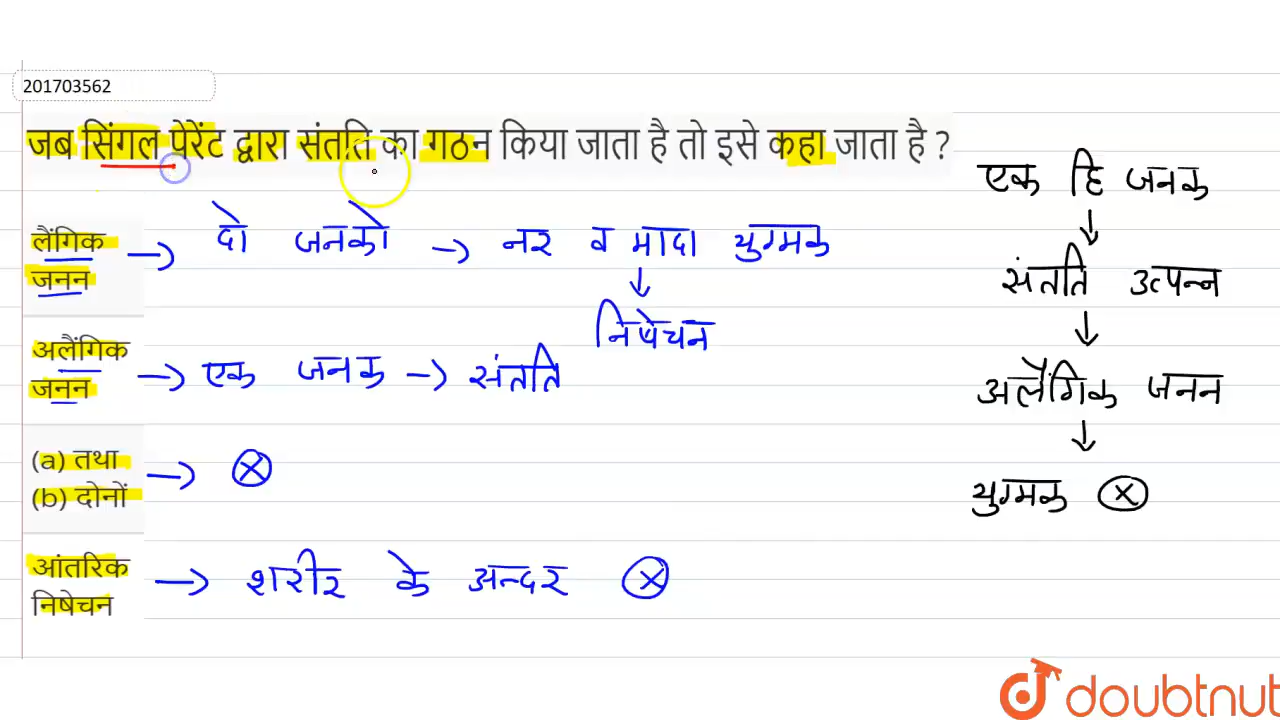 201703562
जब सिंगल पेरेंट द्वारा संतति का गठन किया जाता है तो इसे कहा जाता है ?
लैंगिक
जनन
→ दो जनको → नर व मादा युग्मक
↓
निषेचन
अलैंगिक
जनन
→ एक जनक → संतति
(a) तथा
(b) दोनों
→ ⊗
आंतरिक
निषेचन
→ शरीर के अन्दर ⊗
एक हि जनक
↓
संतति उत्पन्न
↓
अलैंगिक जनन
↓
युग्मक ⊗
doubtnut